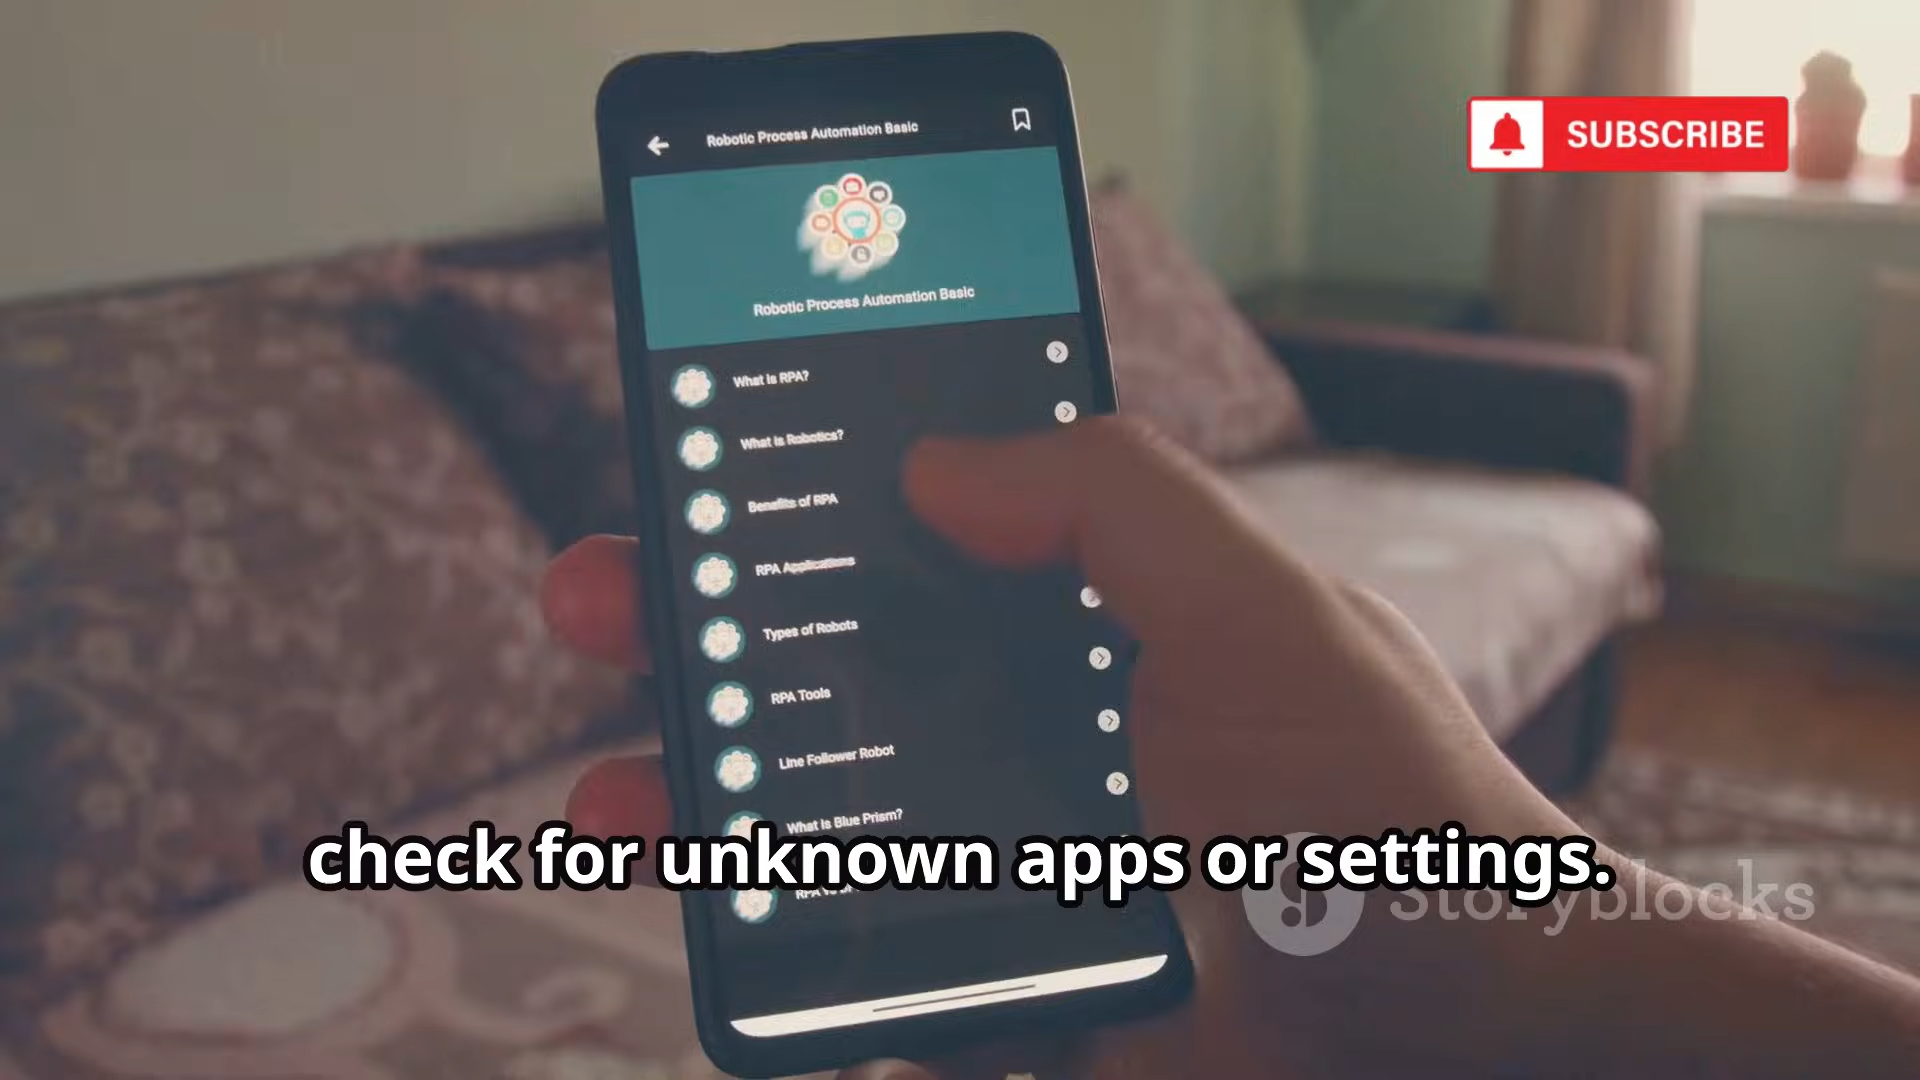 Robotic Process Automation Basic
SUBSCRIBE
Robotic Process Automation Basic
What is RPA?
What is Robotics?
Benefits of RPA
RPA Applications
Types of Robots
RPA Tools
Line Follower Robot
What is Blue Prism?
check for unknown apps or settings.
RPA
Storyblocks